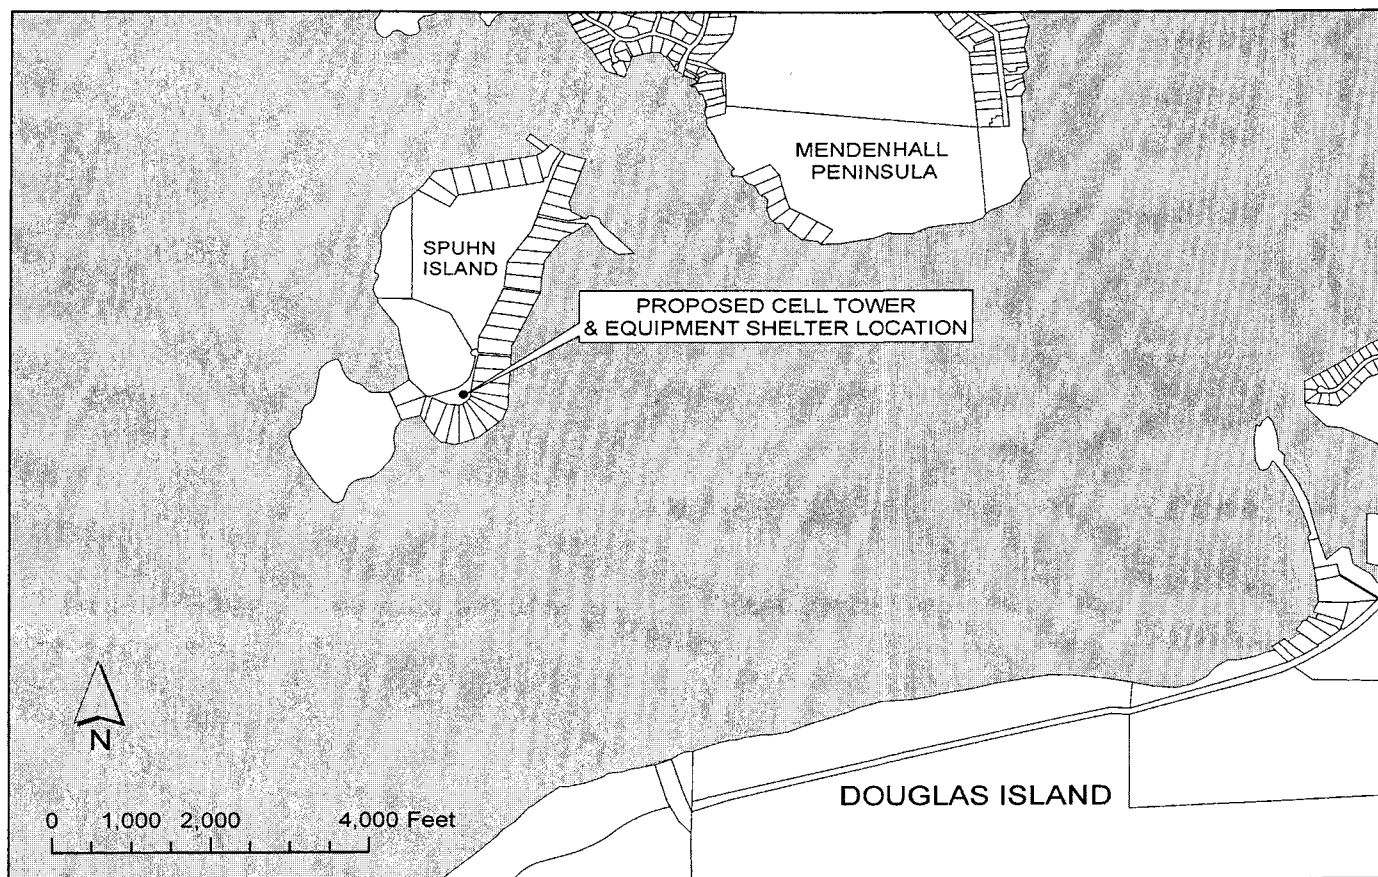 MENDENHALL
PENINSULA
SPUHN
ISLAND
PROPOSED CELL TOWER
& EQUIPMENT SHELTER LOCATION
N
DOUGLAS ISLAND
0 1,000 2,000 4,000 Feet